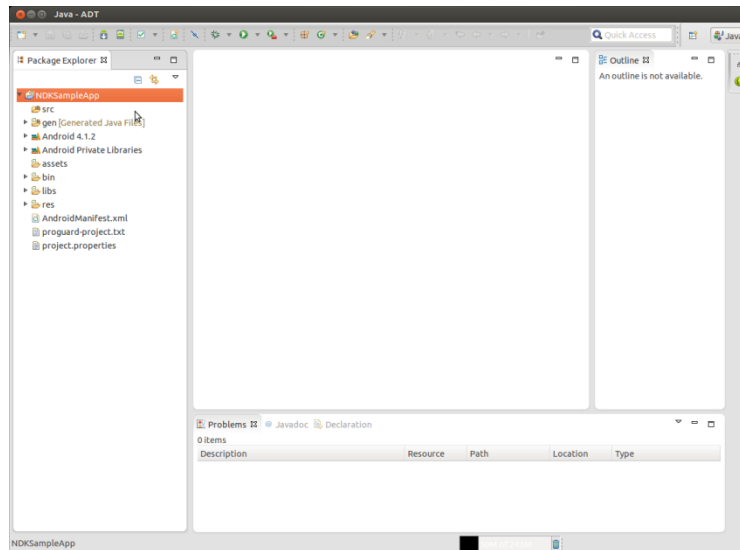 Java - ADT
Quick Access
Java
Package Explorer
NDKSampleApp
src
gen [Generated Java Files]
Android 4.1.2
Android Private Libraries
assets
bin
libs
res
AndroidManifest.xml
proguard-project.txt
project.properties
Outline
An outline is not available.
Problems
Javadoc
Declaration
0 items
Description Resource Path Location Type
NDKSampleApp